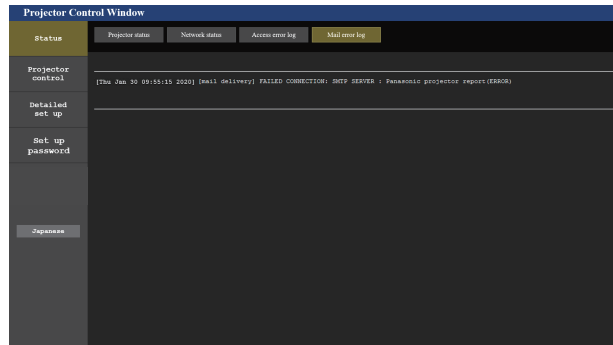 Projector Control Window
Status
Projector status
Network status
Access error log
Mail error log
Projector
control
[Thu Jan 30 09:55:15 2020] [mail delivery] FAILED CONNECTION: SMTP SERVER : Panasonic projector report(ERROR)
Detailed
set up
Set up
password
Japanese